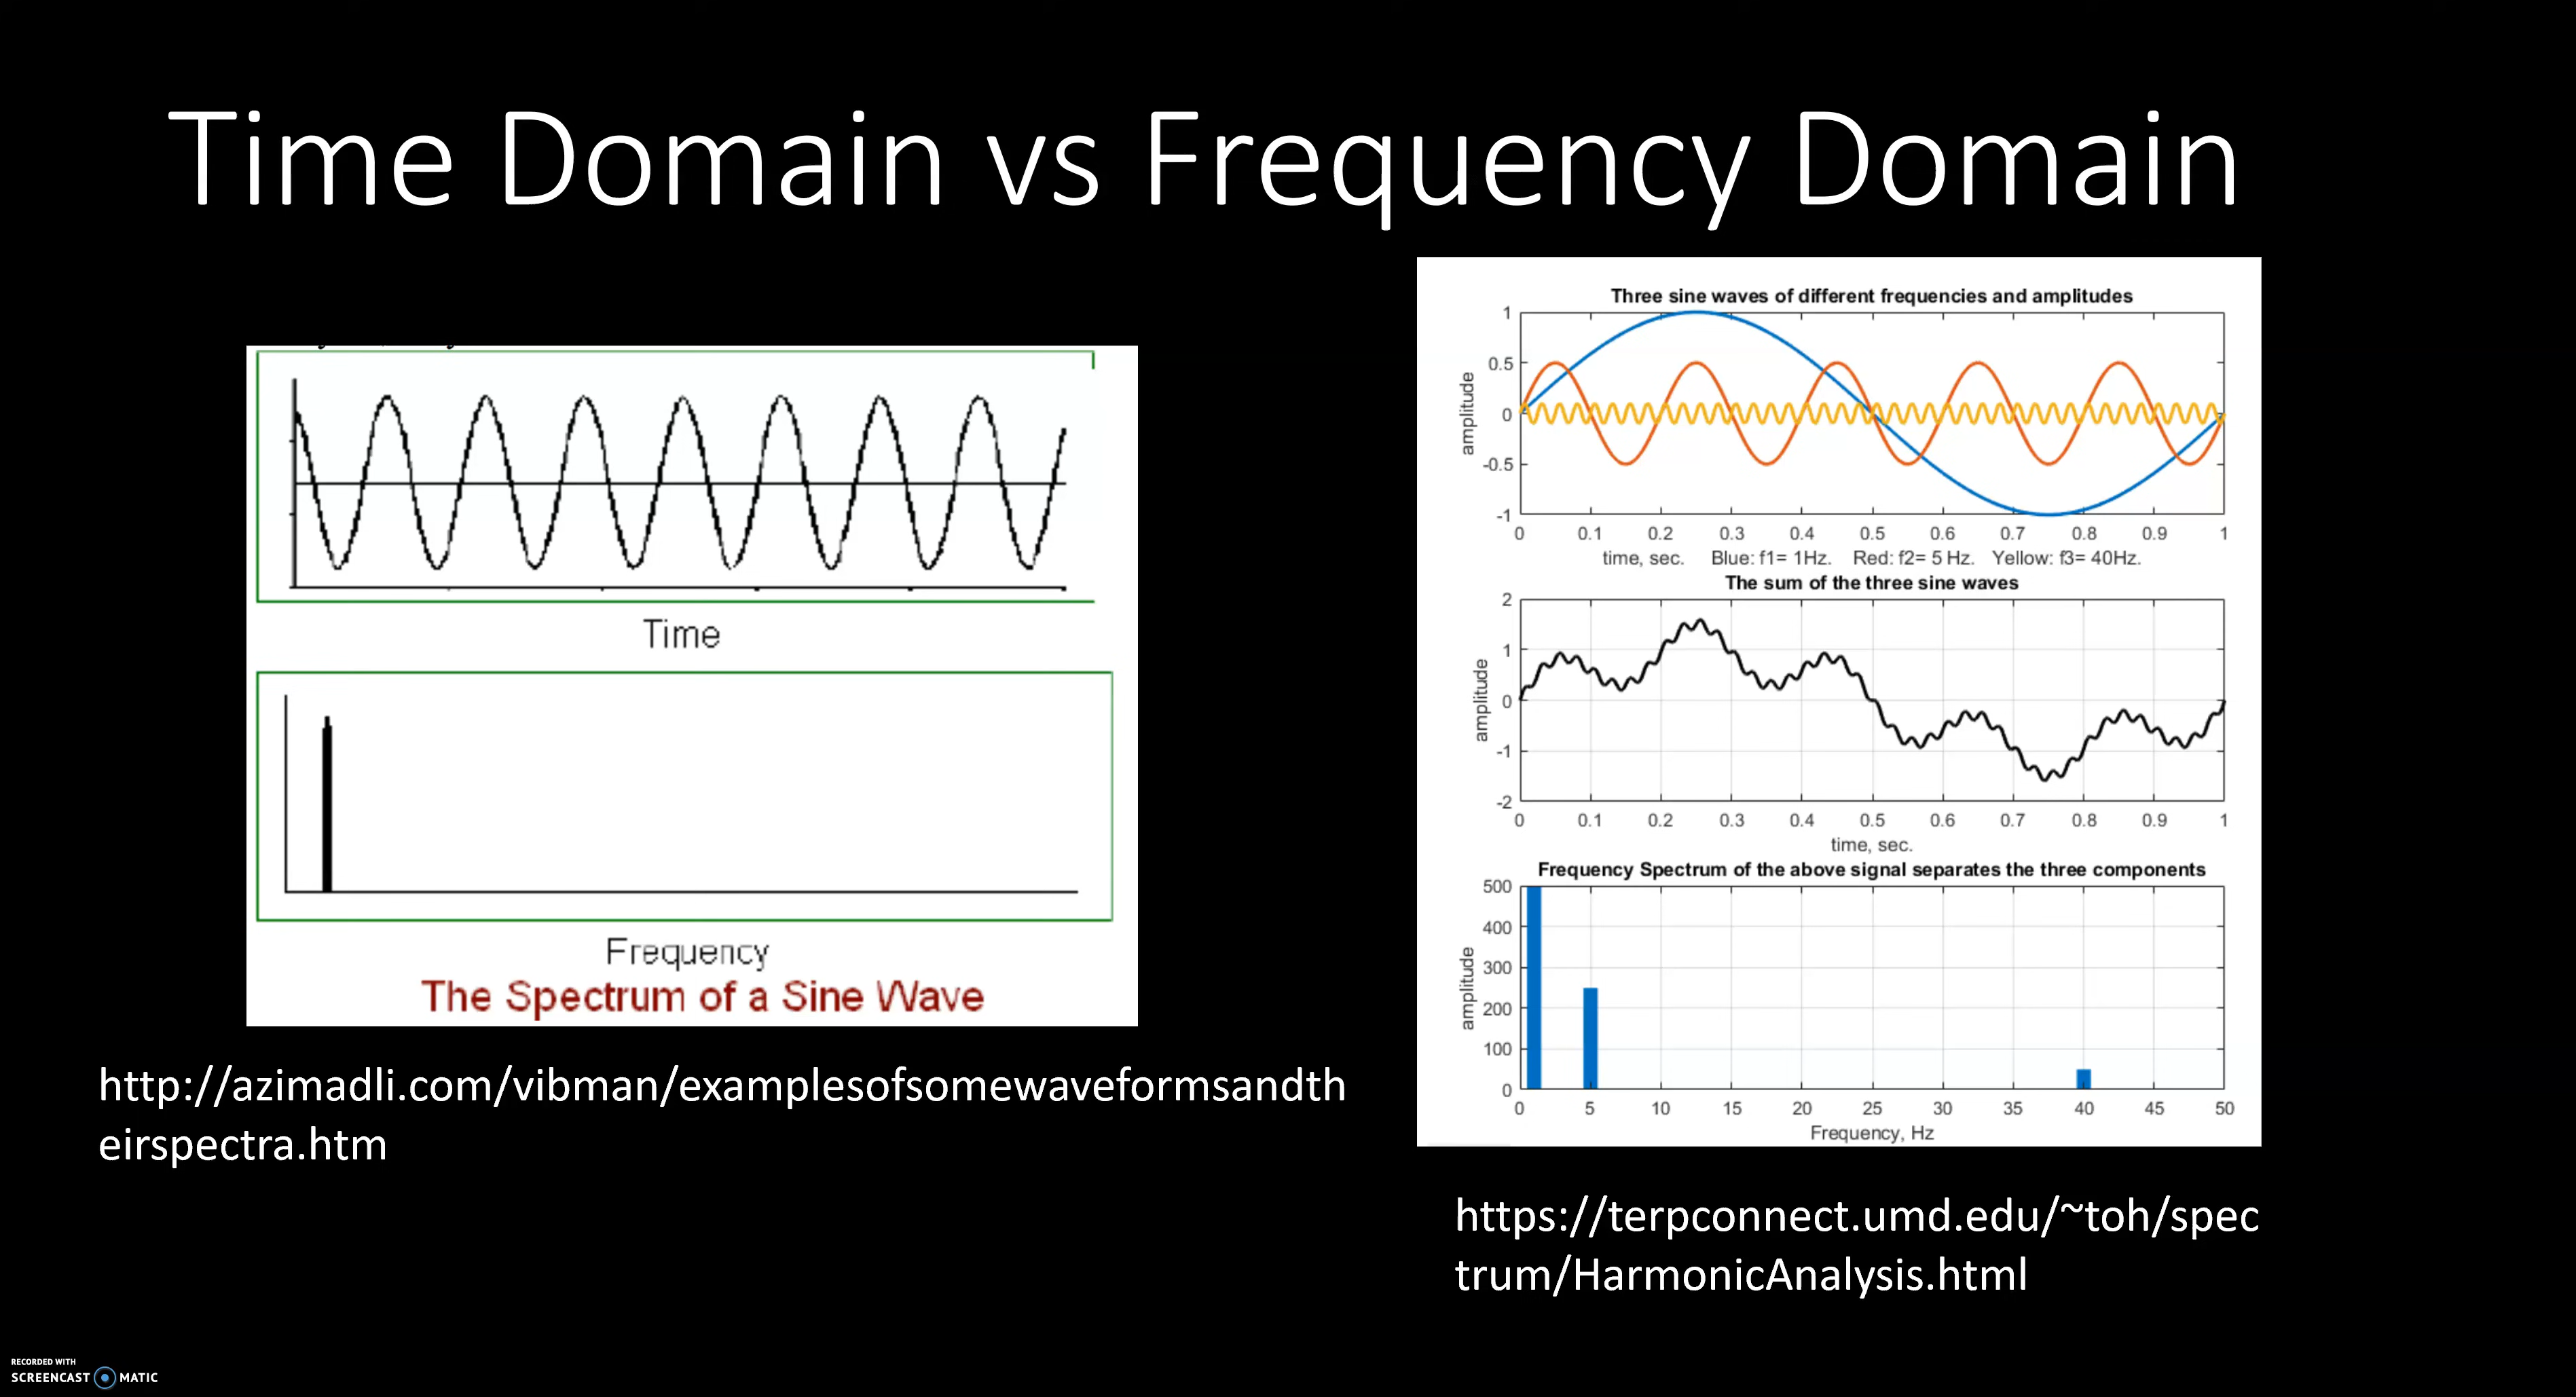 Time Domain vs Frequency Domain
Time
Frequency
The Spectrum of a Sine Wave
http://azimadli.com/vibman/examplesofsomewaveformsandth
eirspectra.htm
Three sine waves of different frequencies and amplitudes
1
0.5
0
-0.5
-1
amplitude
0 0.1 0.2 0.3 0.4 0.5 0.6 0.7 0.8 0.9 1
time, sec. Blue: f1= 1Hz. Red: f2= 5 Hz. Yellow: f3= 40Hz.
The sum of the three sine waves
2
1
0
-1
-2
amplitude
0 0.1 0.2 0.3 0.4 0.5 0.6 0.7 0.8 0.9 1
time, sec.
Frequency Spectrum of the above signal separates the three components
500
400
300
200
100
0
amplitude
0 5 10 15 20 25 30 35 40 45 50
Frequency, Hz
https://terpconnect.umd.edu/~toh/spec
trum/HarmonicAnalysis.html
RECORDED WITH
SCREENCAST MATIC